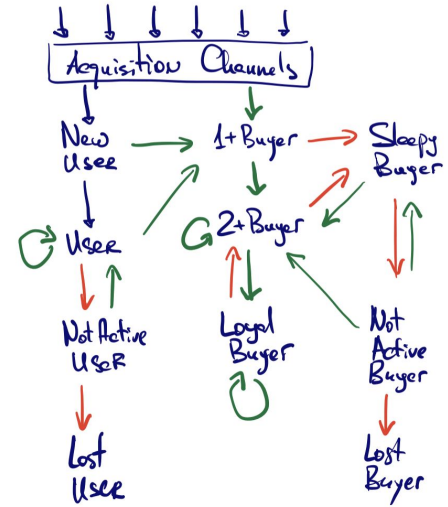 Acquisition Channels
New
User
1+Buyer
Sleepy
Buyer
User
2+Buyer
Not Active
User
Loyal
Buyer
Not
Active
Buyer
Lost
User
Lost
Buyer